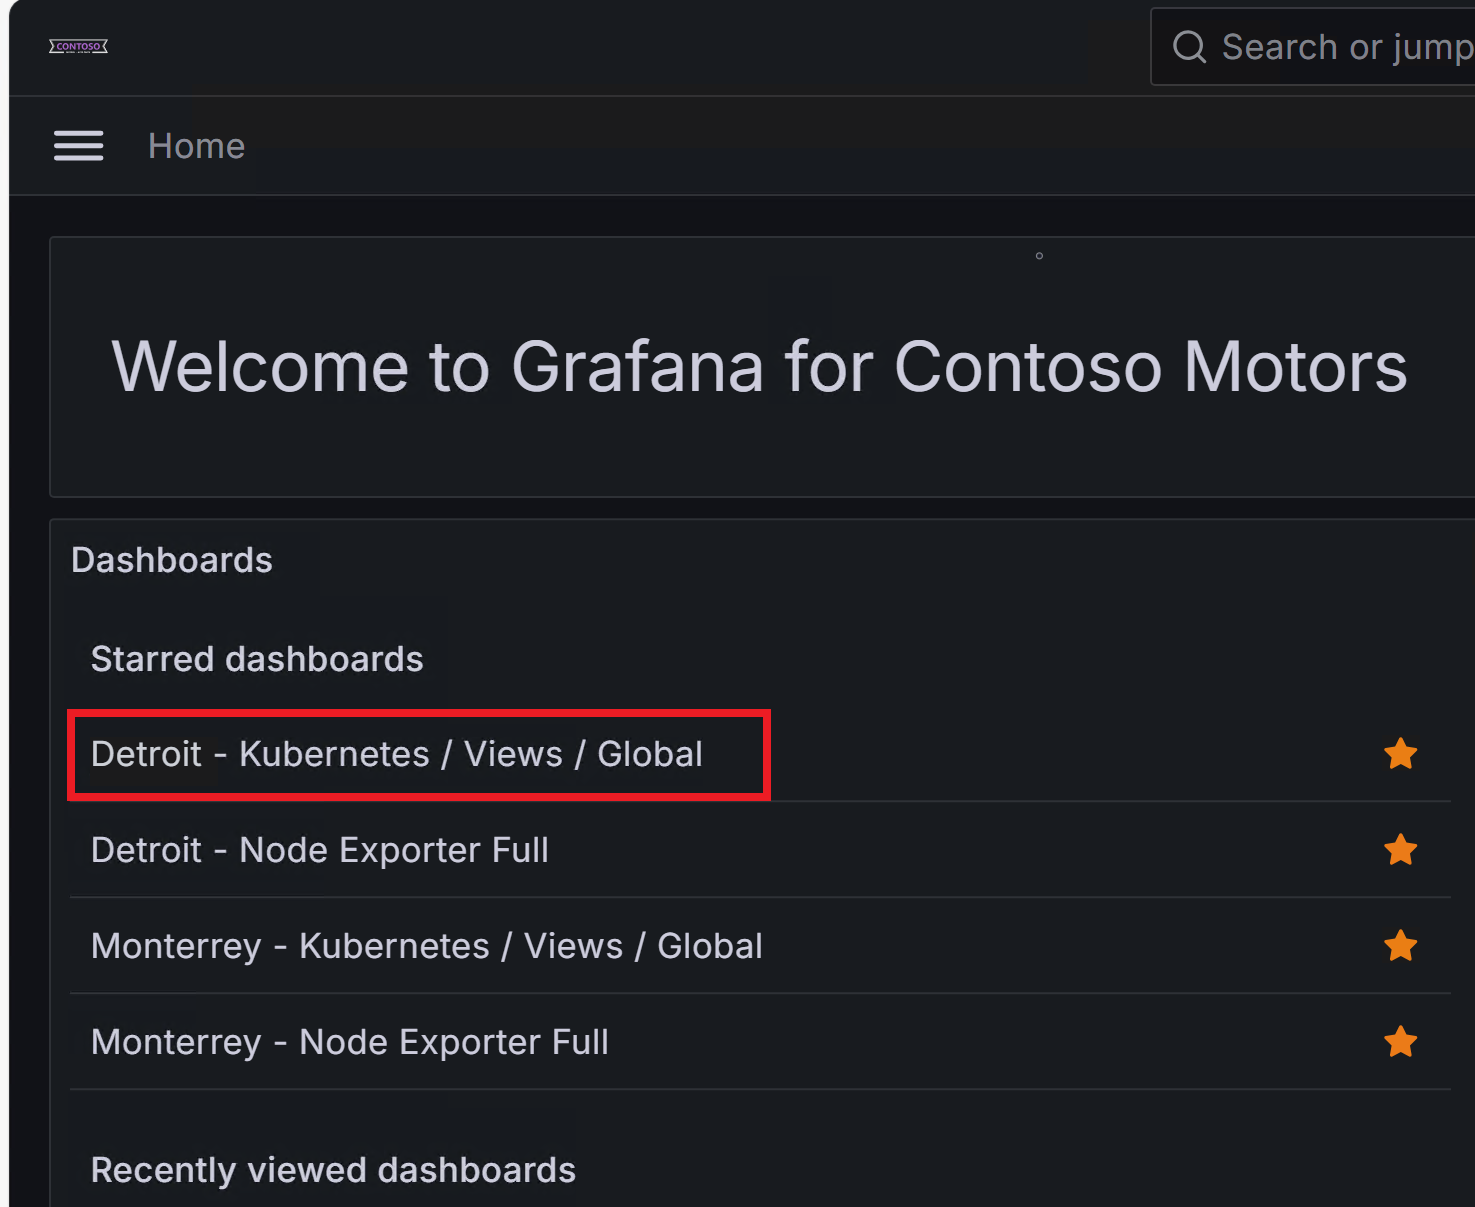 CONTOSO
Search or jump
Home
Welcome to Grafana for Contoso Motors
Dashboards
Starred dashboards
Detroit - Kubernetes / Views / Global
Detroit - Node Exporter Full
Monterrey - Kubernetes / Views / Global
Monterrey - Node Exporter Full
Recently viewed dashboards